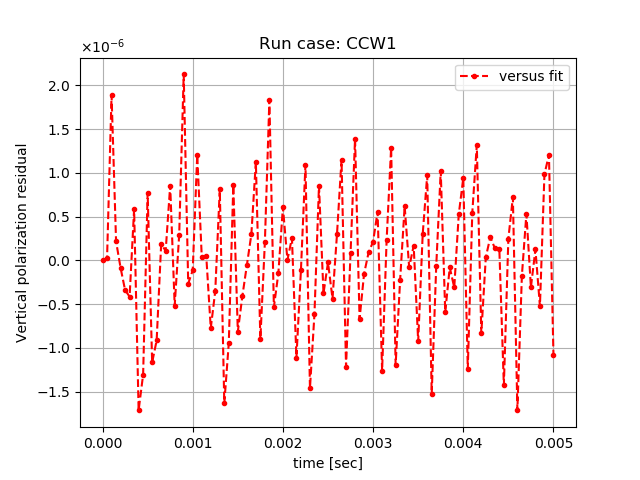 Run case: CCW1
×10⁻⁶
versus fit
Vertical polarization residual
2.0
1.5
1.0
0.5
0.0
−0.5
−1.0
−1.5
0.000 0.001 0.002 0.003 0.004 0.005
time [sec]